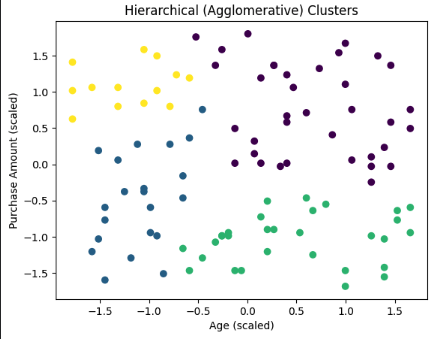 Hierarchical (Agglomerative) Clusters
Purchase Amount (scaled)
1.5
1.0
0.5
0.0
−0.5
−1.0
−1.5
−1.5 −1.0 −0.5 0.0 0.5 1.0 1.5
Age (scaled)